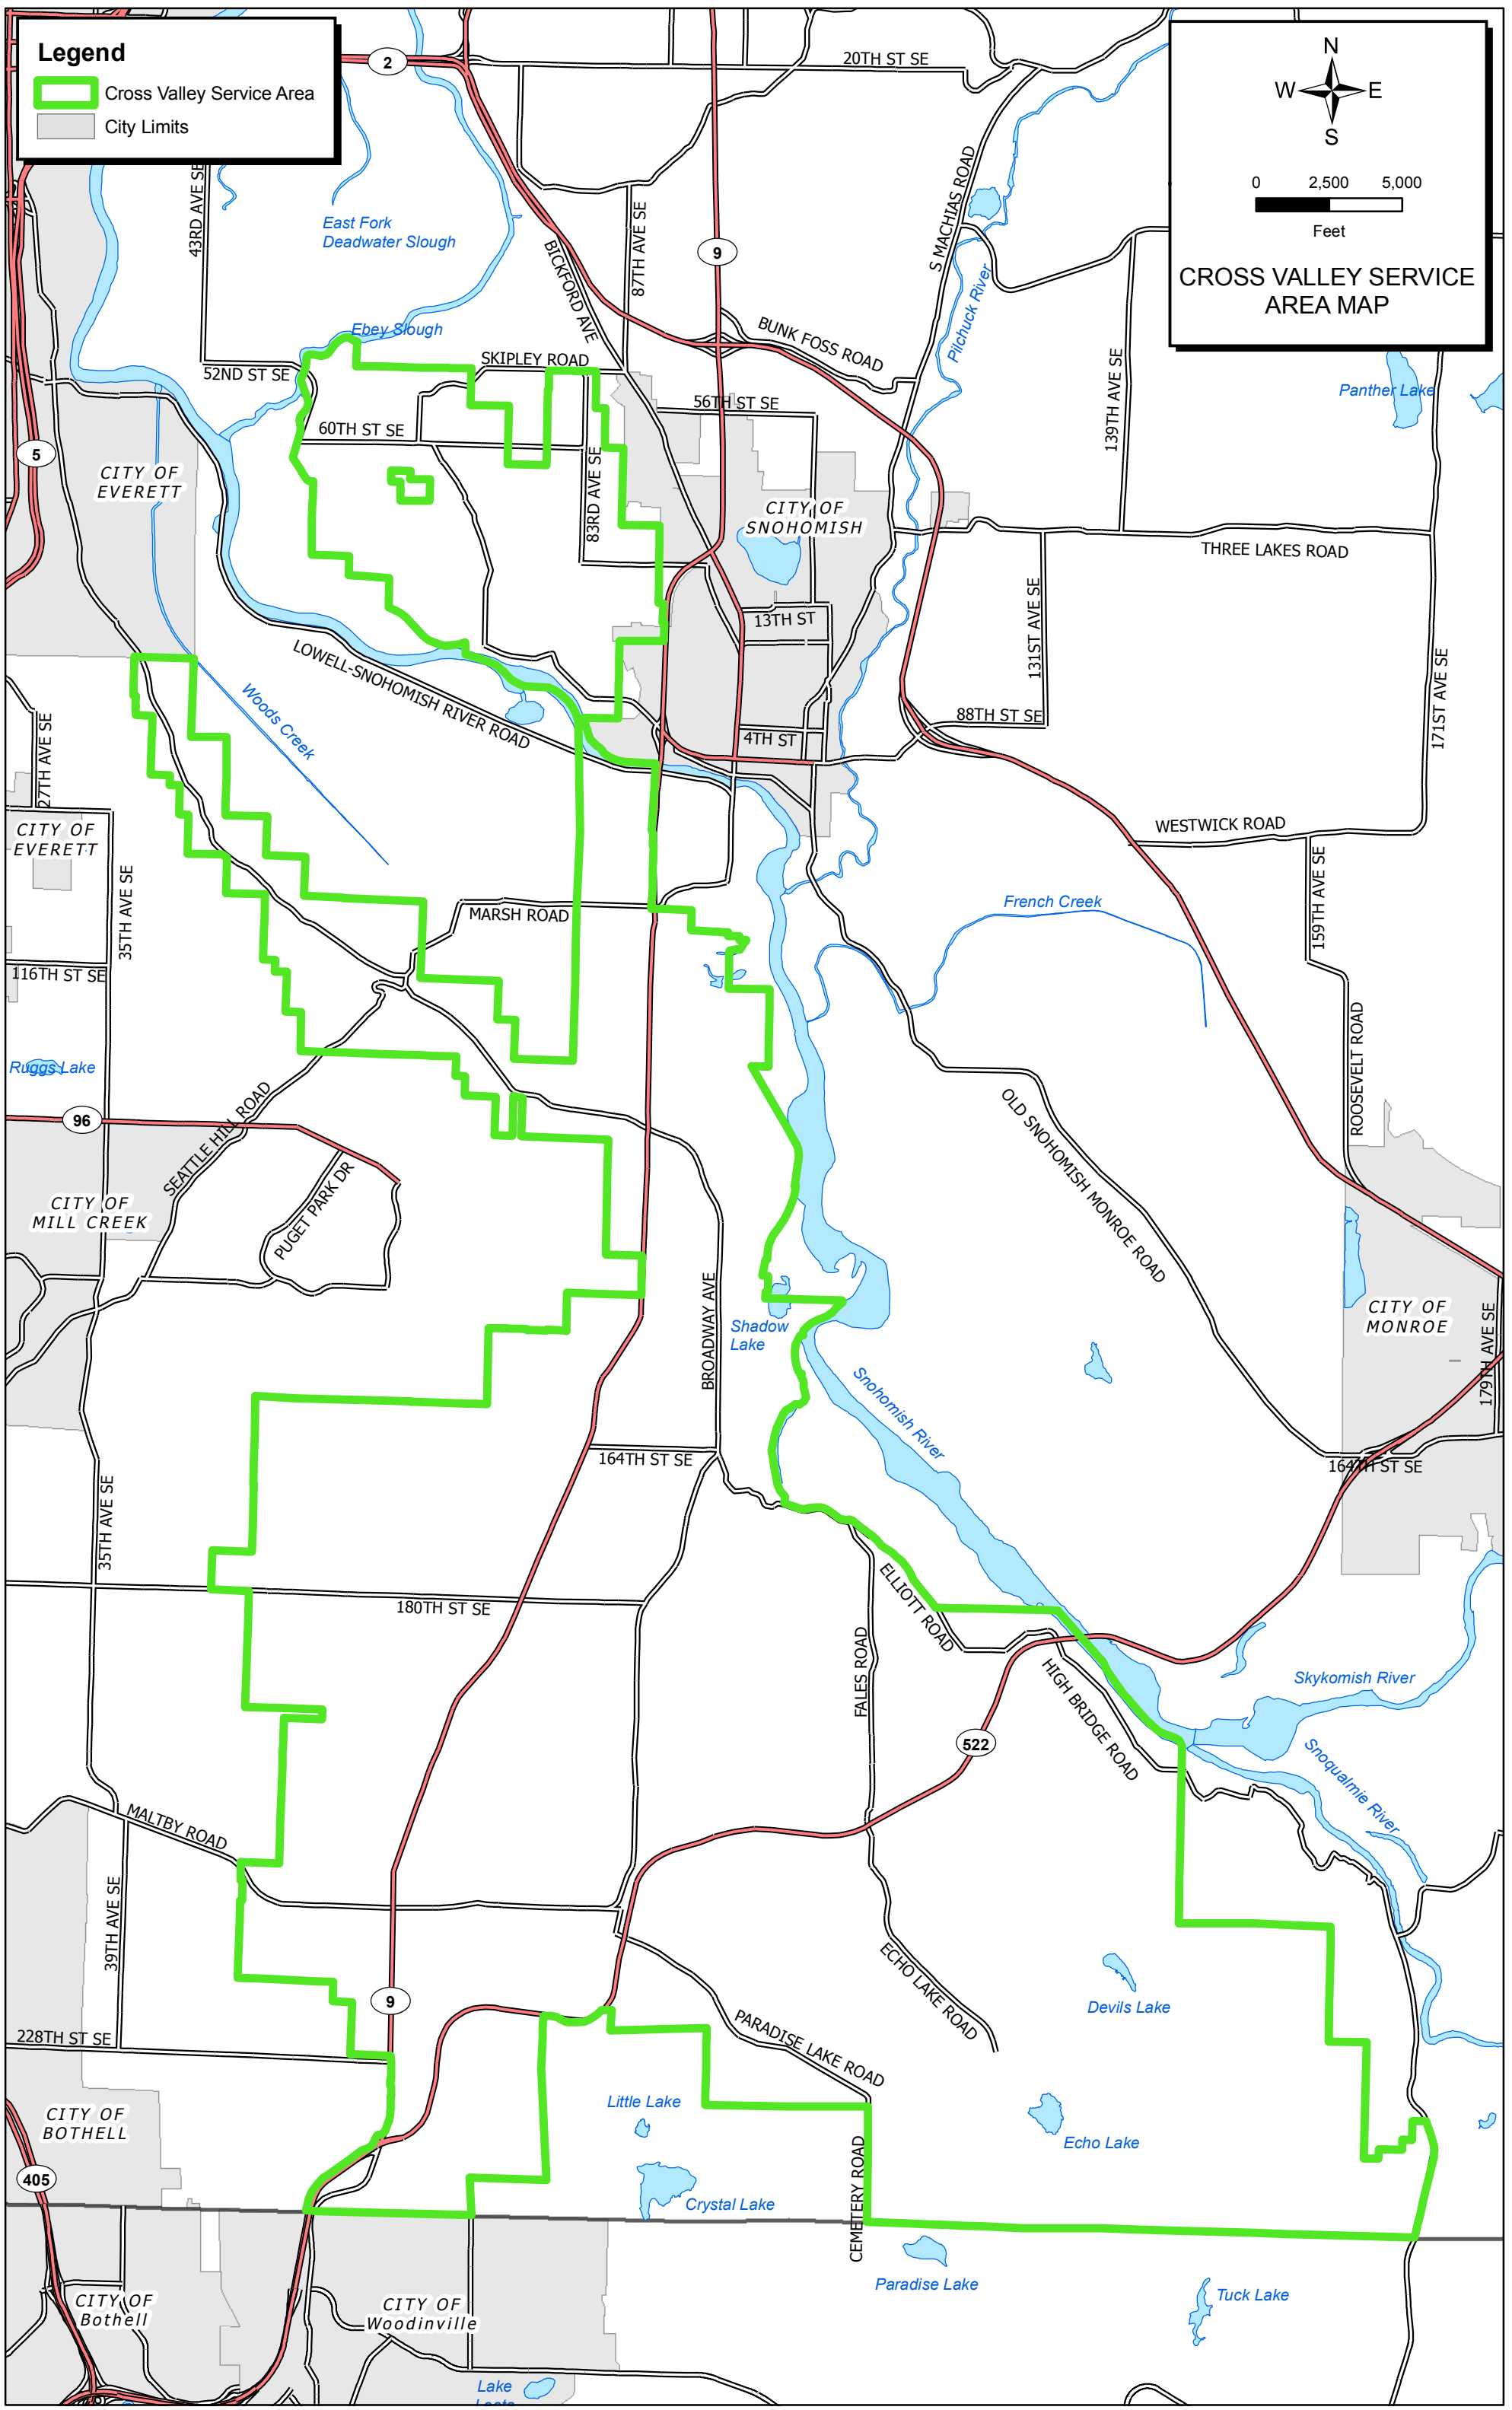 Legend
Cross Valley Service Area
City Limits
N
W E
S
0 2,500 5,000
Feet
CROSS VALLEY SERVICE
AREA MAP
2
20TH ST SE
43RD AVE SE
East Fork
Deadwater Slough
BICKFORD AVE
87TH AVE SE
9
S MACHIAS ROAD
Pilchuck River
BUNK FOSS ROAD
Ebey Slough
SKIPLEY ROAD
52ND ST SE
56TH ST SE
60TH ST SE
139TH AVE SE
Panther Lake
5
CITY OF
EVERETT
83RD AVE SE
CITY OF
SNOHOMISH
THREE LAKES ROAD
131ST AVE SE
13TH ST
LOWELL-SNOHOMISH RIVER ROAD
Woods Creek
171ST AVE SE
88TH ST SE
4TH ST
27TH AVE SE
CITY OF
EVERETT
WESTWICK ROAD
35TH AVE SE
159TH AVE SE
French Creek
MARSH ROAD
116TH ST SE
Ruggs Lake
ROOSEVELT ROAD
96
SEATTLE HILL ROAD
OLD SNOHOMISH MONROE ROAD
PUGET PARK DR
CITY OF
MILL CREEK
BROADWAY AVE
Shadow
Lake
CITY OF
MONROE
179TH AVE SE
Snohomish River
164TH ST SE
164TH ST SE
35TH AVE SE
180TH ST SE
ELLIOTT ROAD
FALES ROAD
HIGH BRIDGE ROAD
Skykomish River
522
Snoqualmie River
MALTBY ROAD
39TH AVE SE
ECHO LAKE ROAD
Devils Lake
9
PARADISE LAKE ROAD
228TH ST SE
Little Lake
CITY OF
BOTHELL
Echo Lake
405
CEMETERY ROAD
Crystal Lake
Paradise Lake
Tuck Lake
CITY OF
Bothell
CITY OF
Woodinville
Lake